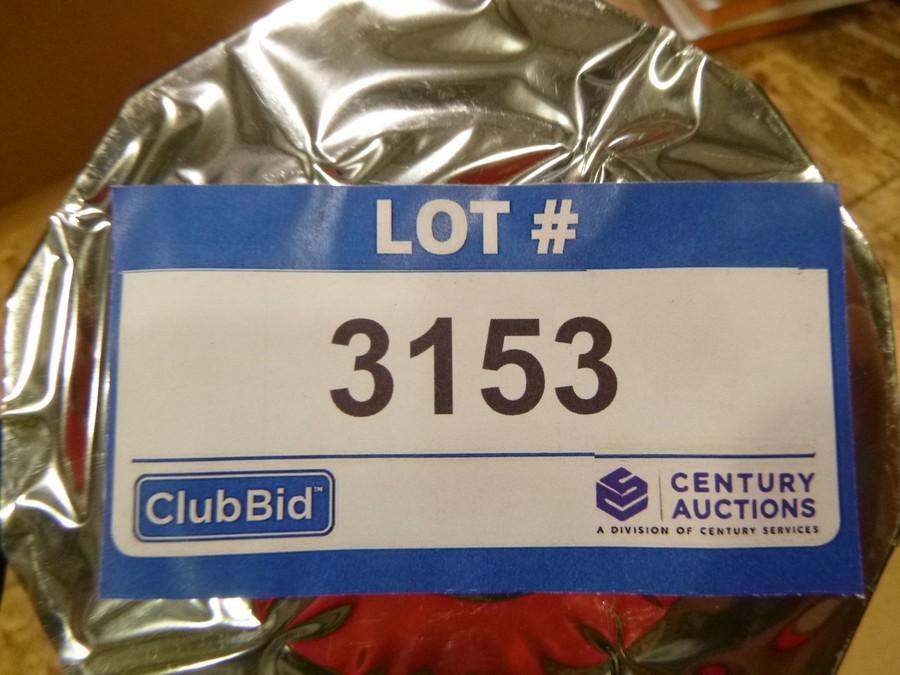 LOT #
3153
ClubBid™
CENTURY
AUCTIONS
A DIVISION OF CENTURY SERVICES